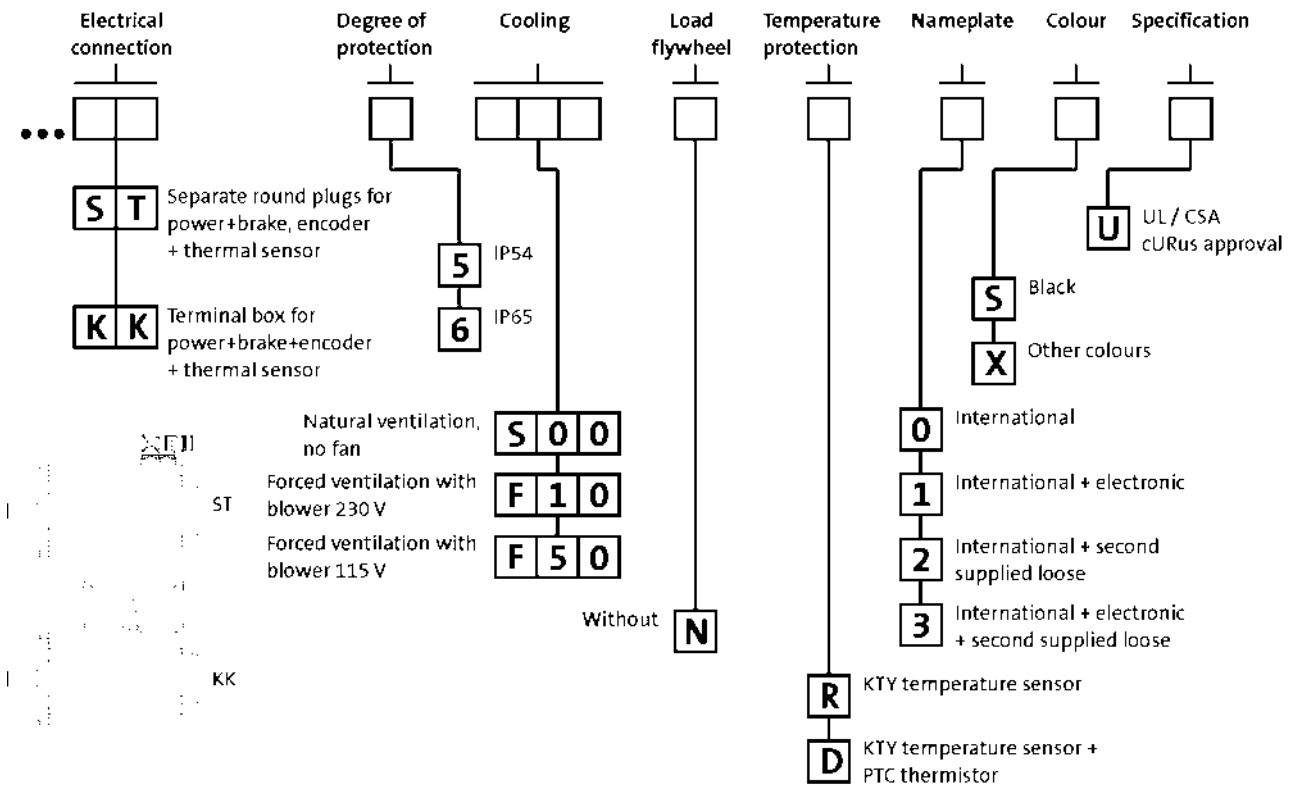 Electrical
connection
Degree of
protection
Cooling
Load
flywheel
Temperature
protection
Nameplate
Colour
Specification
•••
S T
Separate round plugs for
power+brake, encoder
+ thermal sensor
K K
Terminal box for
power+brake+encoder
+ thermal sensor
5
IP54
6
IP65
Natural ventilation,
no fan
S 0 0
Forced ventilation with
blower 230 V
F 1 0
Forced ventilation with
blower 115 V
F 5 0
Without
N
R
KTY temperature sensor
D
KTY temperature sensor +
PTC thermistor
0
International
1
International + electronic
2
International + second
supplied loose
3
International + electronic
+ second supplied loose
S
Black
X
Other colours
U
UL / CSA
cURus approval
ST
KK